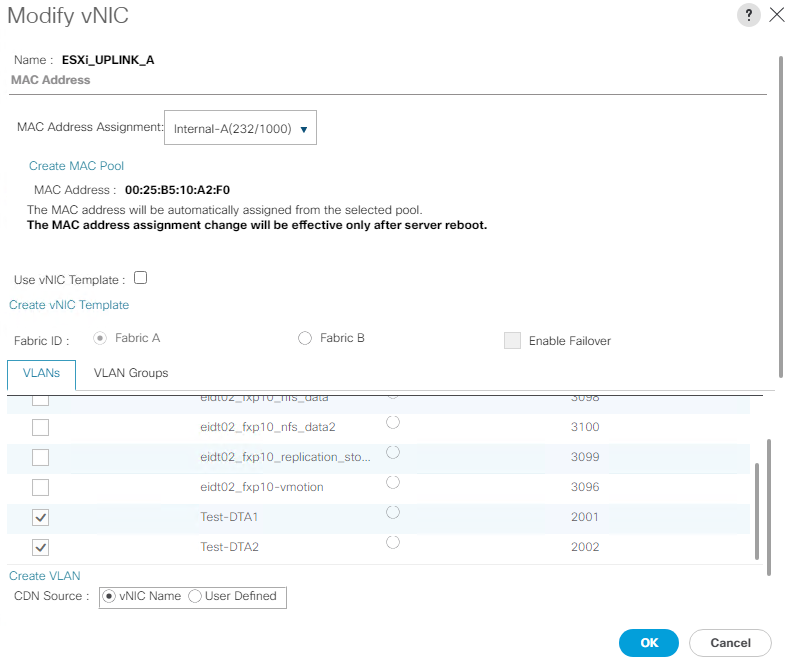 Modify vNIC
?
Name : ESXi_UPLINK_A
MAC Address
MAC Address Assignment: Internal-A(232/1000)
Create MAC Pool
MAC Address : 00:25:B5:10:A2:F0
The MAC address will be automatically assigned from the selected pool.
The MAC address assignment change will be effective only after server reboot.
Use vNIC Template :
Create vNIC Template
Fabric ID : Fabric A Fabric B Enable Failover
VLANs VLAN Groups
eidt02_fxp10_nfs_data 3098
eidt02_fxp10_nfs_data2 3100
eidt02_fxp10_replication_sto... 3099
eidt02_fxp10-vmotion 3096
Test-DTA1 2001
Test-DTA2 2002
Create VLAN
CDN Source : vNIC Name User Defined
OK Cancel